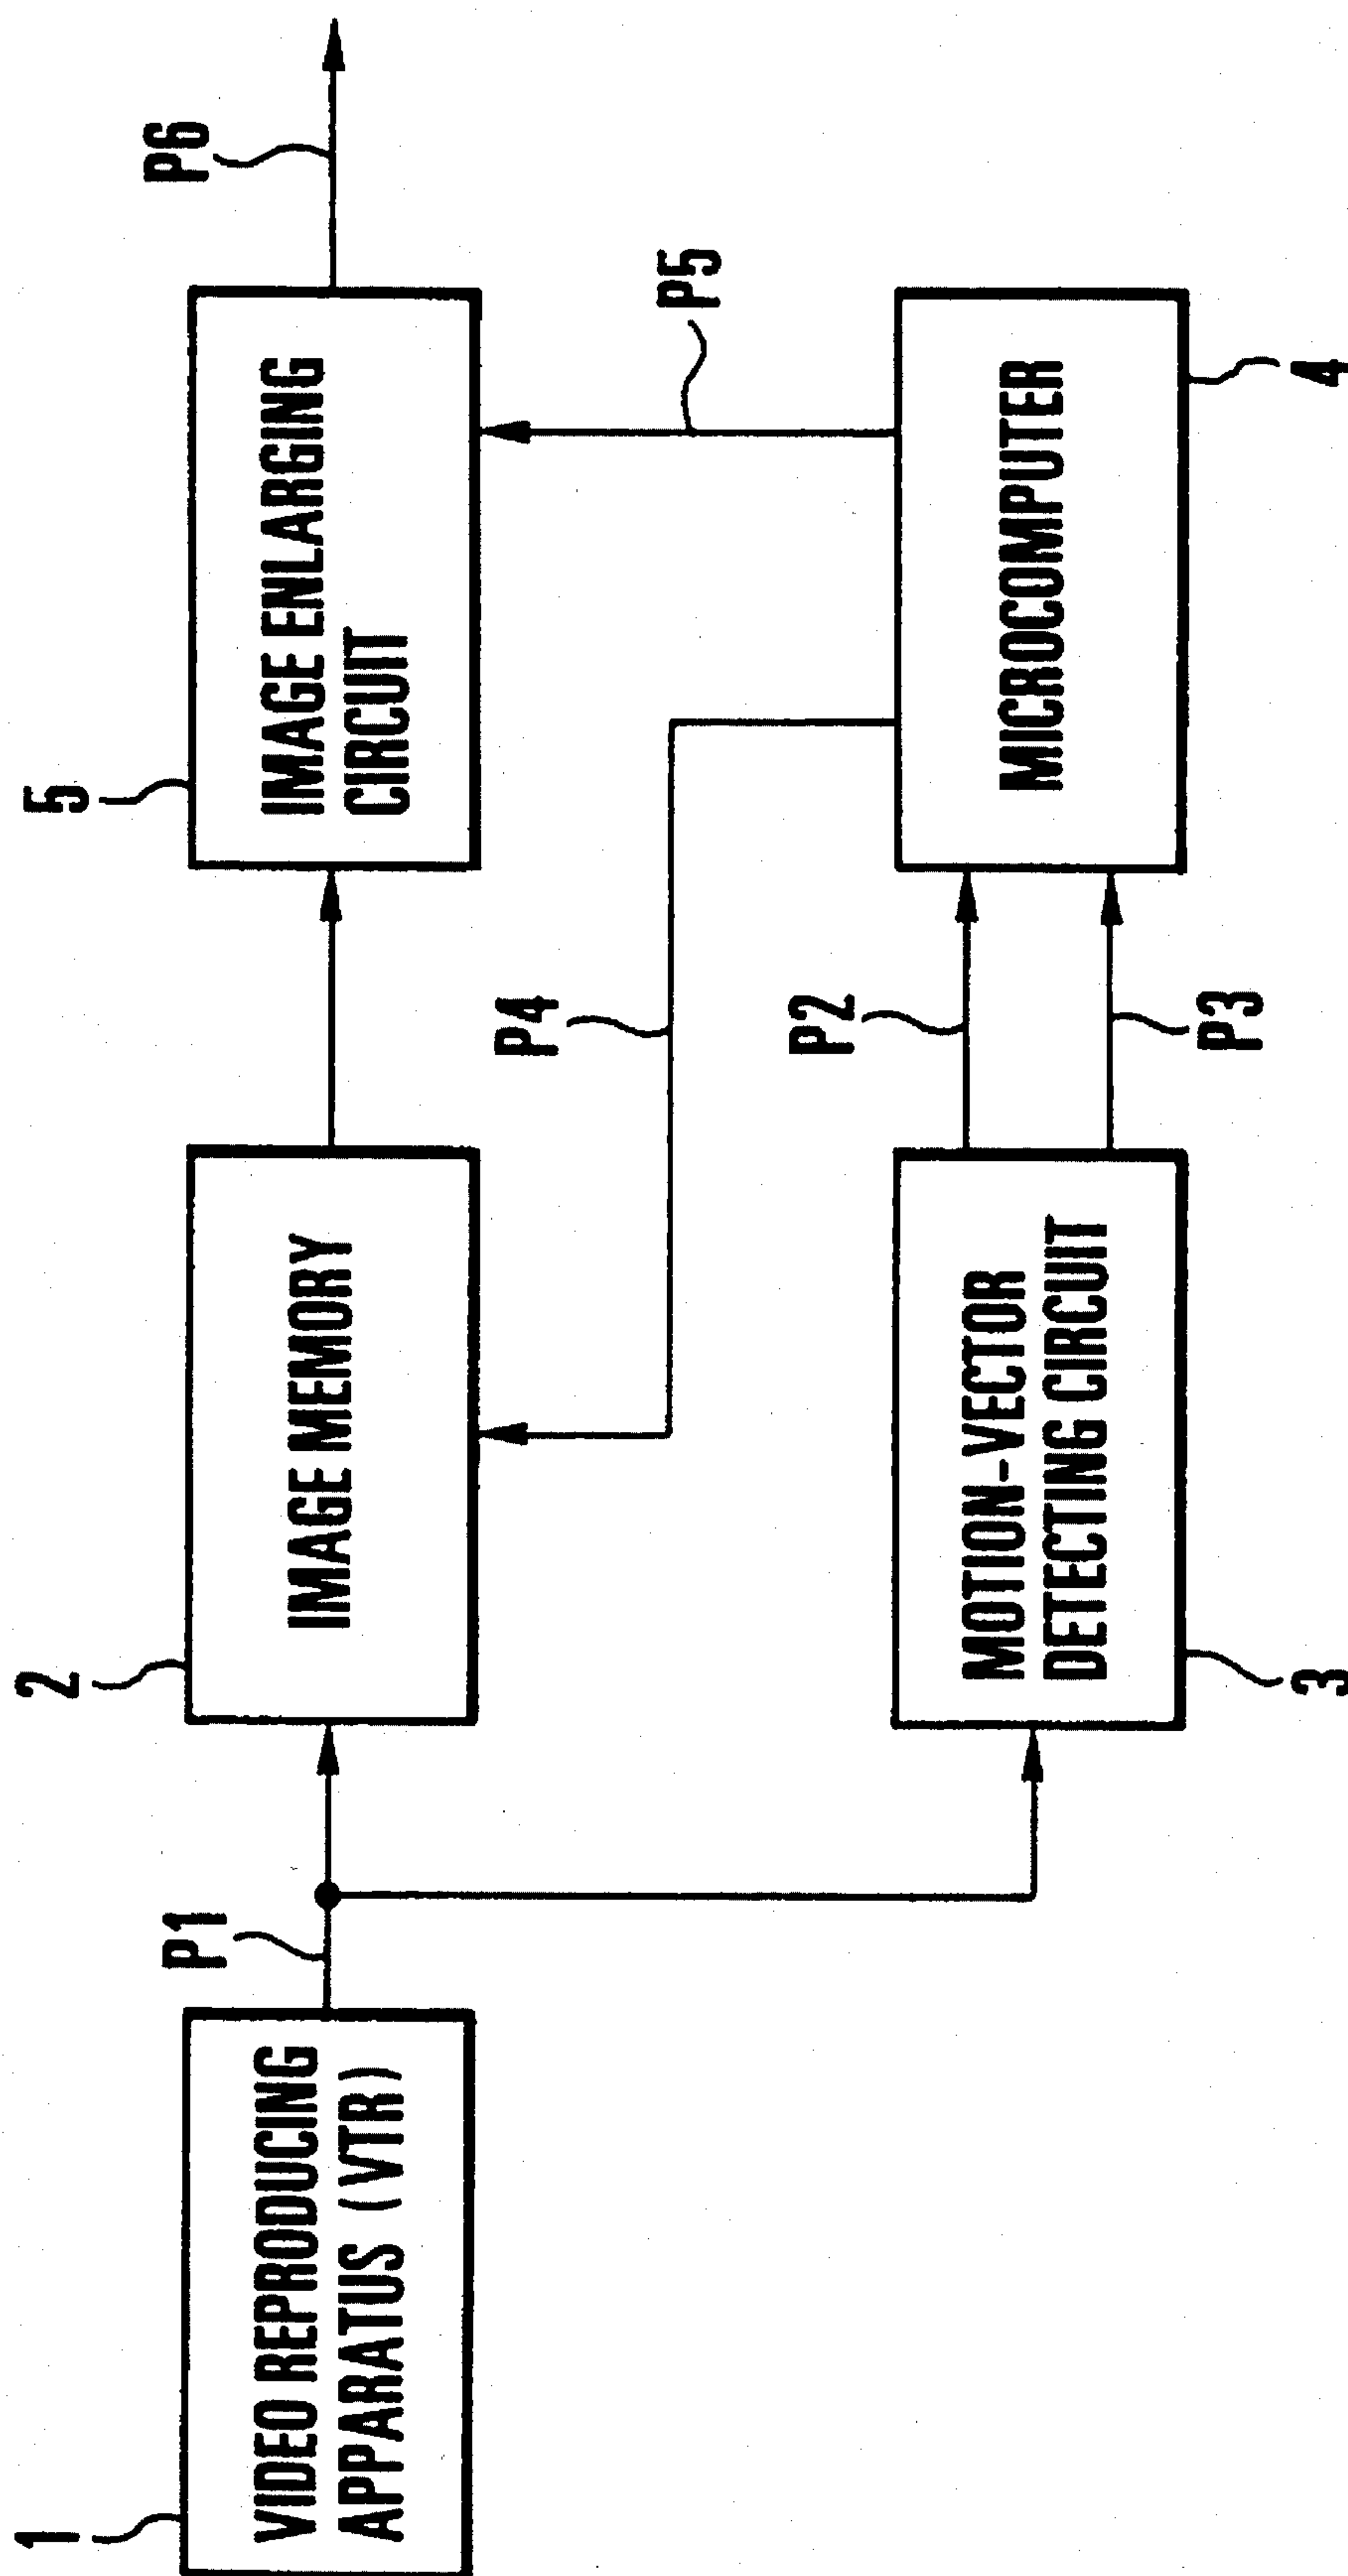 1
VIDEO REPRODUCING
APPARATUS (VTR)
P1
2
IMAGE MEMORY
5
IMAGE ENLARGING
CIRCUIT
P6
P4
P5
3
MOTION-VECTOR
DETECTING CIRCUIT
P2
P3
MICROCOMPUTER
4